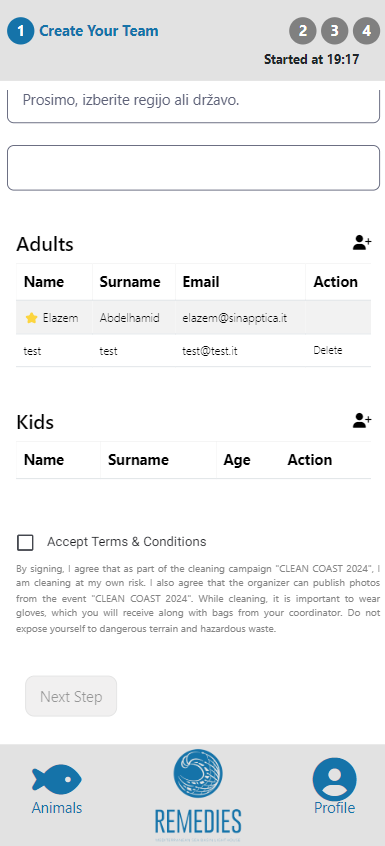 1 Create Your Team 2 3 4
Started at 19:17
Prosimo, izberite regijo ali državo.
Adults
Name Surname Email Action
Elazem Abdelhamid elazem@sinapptica.it
test test test@test.it Delete
Kids
Name Surname Age Action
Accept Terms & Conditions
By signing, I agree that as part of the cleaning campaign "CLEAN COAST 2024", I
am cleaning at my own risk. I also agree that the organizer can publish photos
from the event "CLEAN COAST 2024". While cleaning, it is important to wear
gloves, which you will receive along with bags from your coordinator. Do not
expose yourself to dangerous terrain and hazardous waste.
Next Step
Animals
REMEDIES
Profile